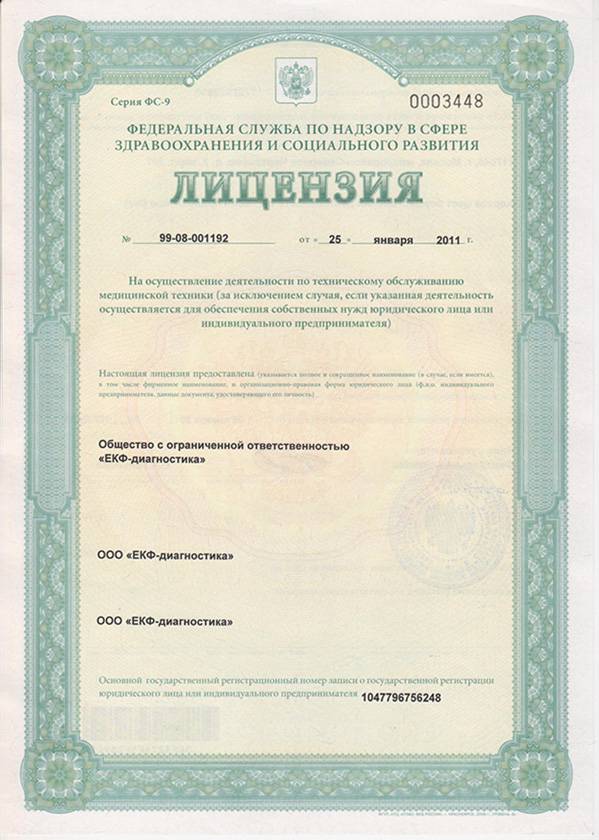 Серия ФС-9
0003448
ФЕДЕРАЛЬНАЯ СЛУЖБА ПО НАДЗОРУ В СФЕРЕ
ЗДРАВООХРАНЕНИЯ И СОЦИАЛЬНОГО РАЗВИТИЯ
ЛИЦЕНЗИЯ
№ 99-08-001192 от « 25 » января 2011 г.
На осуществление деятельности по техническому обслуживанию
медицинской техники (за исключением случая, если указанная деятельность
осуществляется для обеспечения собственных нужд юридического лица или
индивидуального предпринимателя)
Настоящая лицензия предоставлена (указывается полное и сокращенное наименование (в случае, если имеется),
в том числе фирменное наименование, и организационно-правовая форма юридического лица (ф.и.о. индивидуального
предпринимателя, данные документа, удостоверяющего его личность)
Общество с ограниченной ответственностью
«ЕКФ-диагностика»
ООО «ЕКФ-диагностика»
ООО «ЕКФ-диагностика»
Основной государственный регистрационный номер записи о государственной регистрации
юридического лица или индивидуального предпринимателя 1047796756248